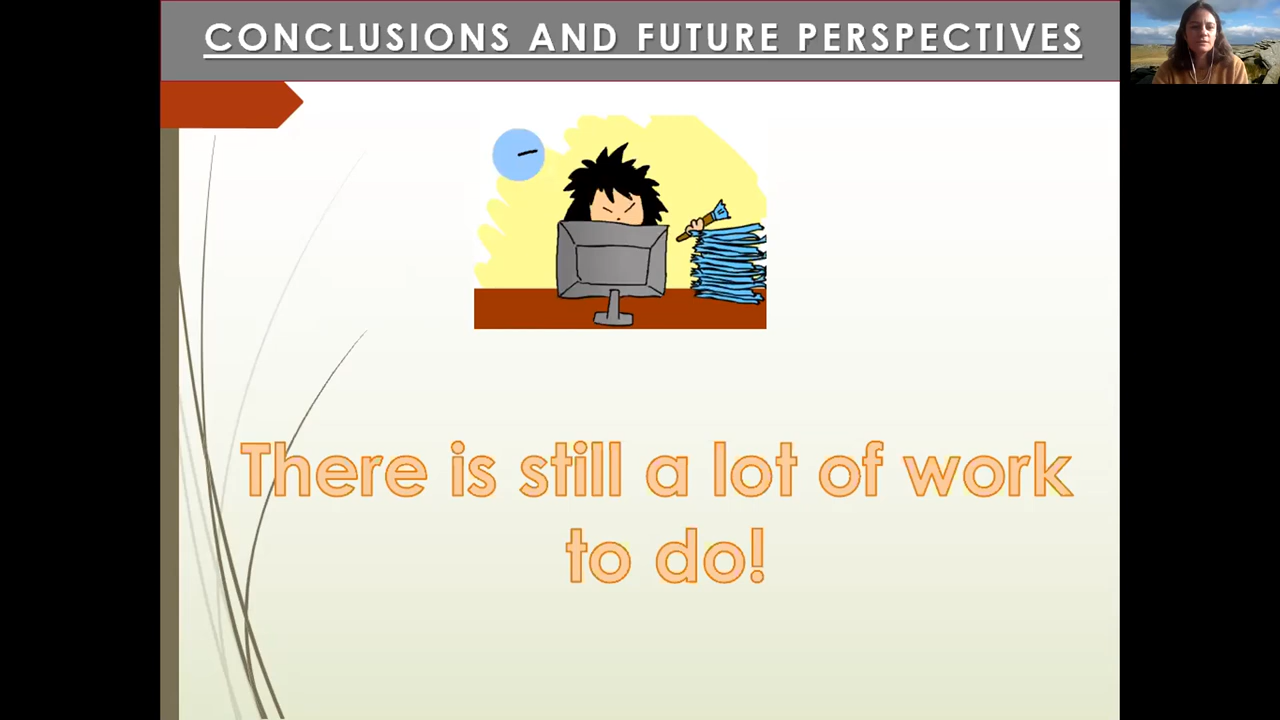 CONCLUSIONS AND FUTURE PERSPECTIVES
There is still a lot of work
to do!